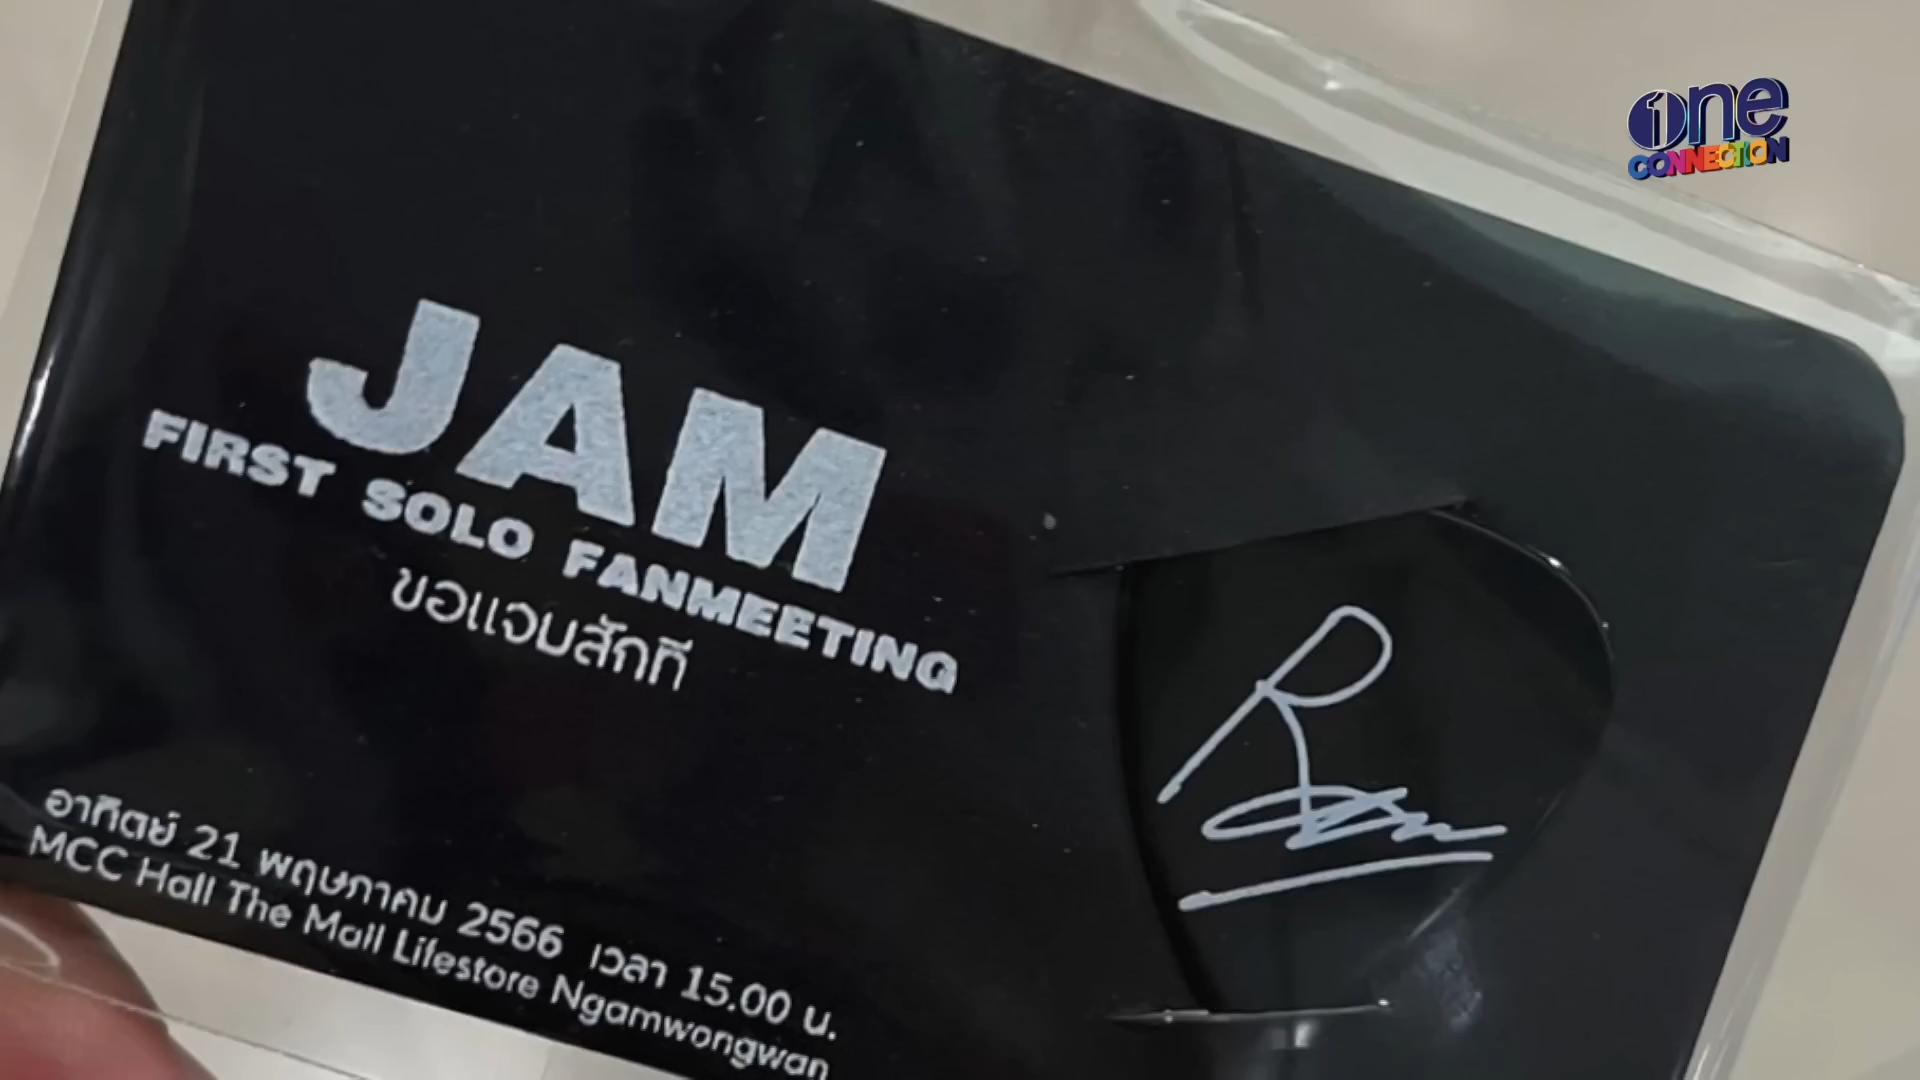 one
CONNECTION
JAM
FIRST SOLO FANMEETING
ขอแจมสักที
อาทิตย์ 21 พฤษภาคม 2566 เวลา 15.00 น.
MCC Hall The Mall Lifestore Ngamwongwan